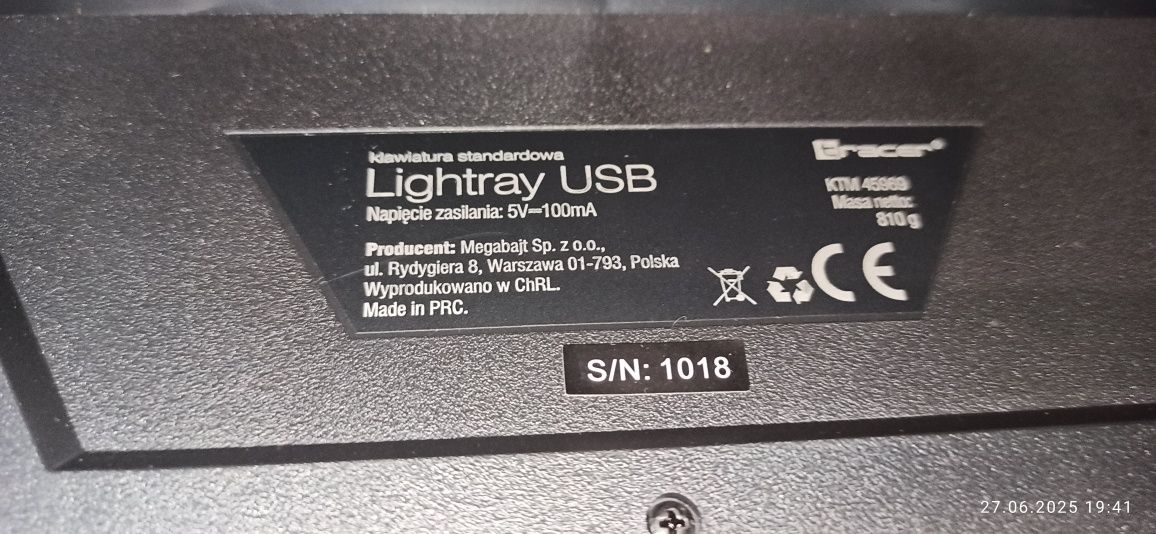 klawiatura standardowa
Lightray USB
Napięcie zasilania: 5V⎓100mA
Producent: Megabajt Sp. z o.o.,
ul. Rydygiera 8, Warszawa 01-793, Polska
Wyprodukowano w ChRL.
Made in PRC.
tracer®
KTM 45969
Masa netto:
810 g
CE
S/N: 1018
27.06.2025 19:41